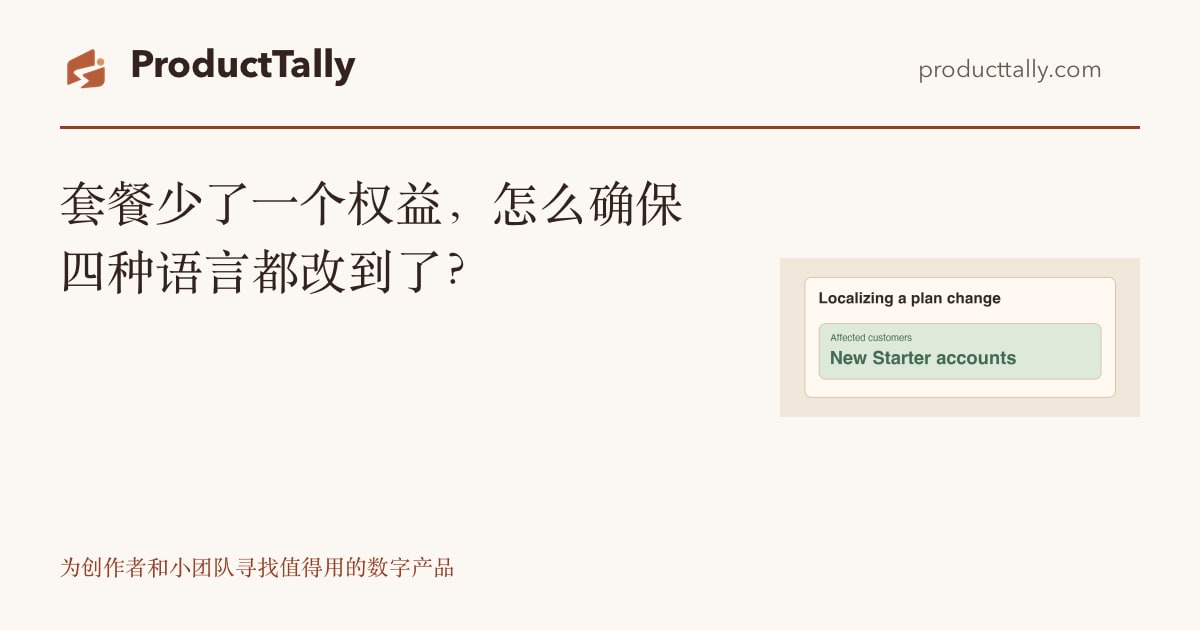 ProductTally
producttally.com
套餐少了一个权益，怎么确保
四种语言都改到了？
Localizing a plan change
Affected customers
New Starter accounts
为创作者和小团队寻找值得用的数字产品